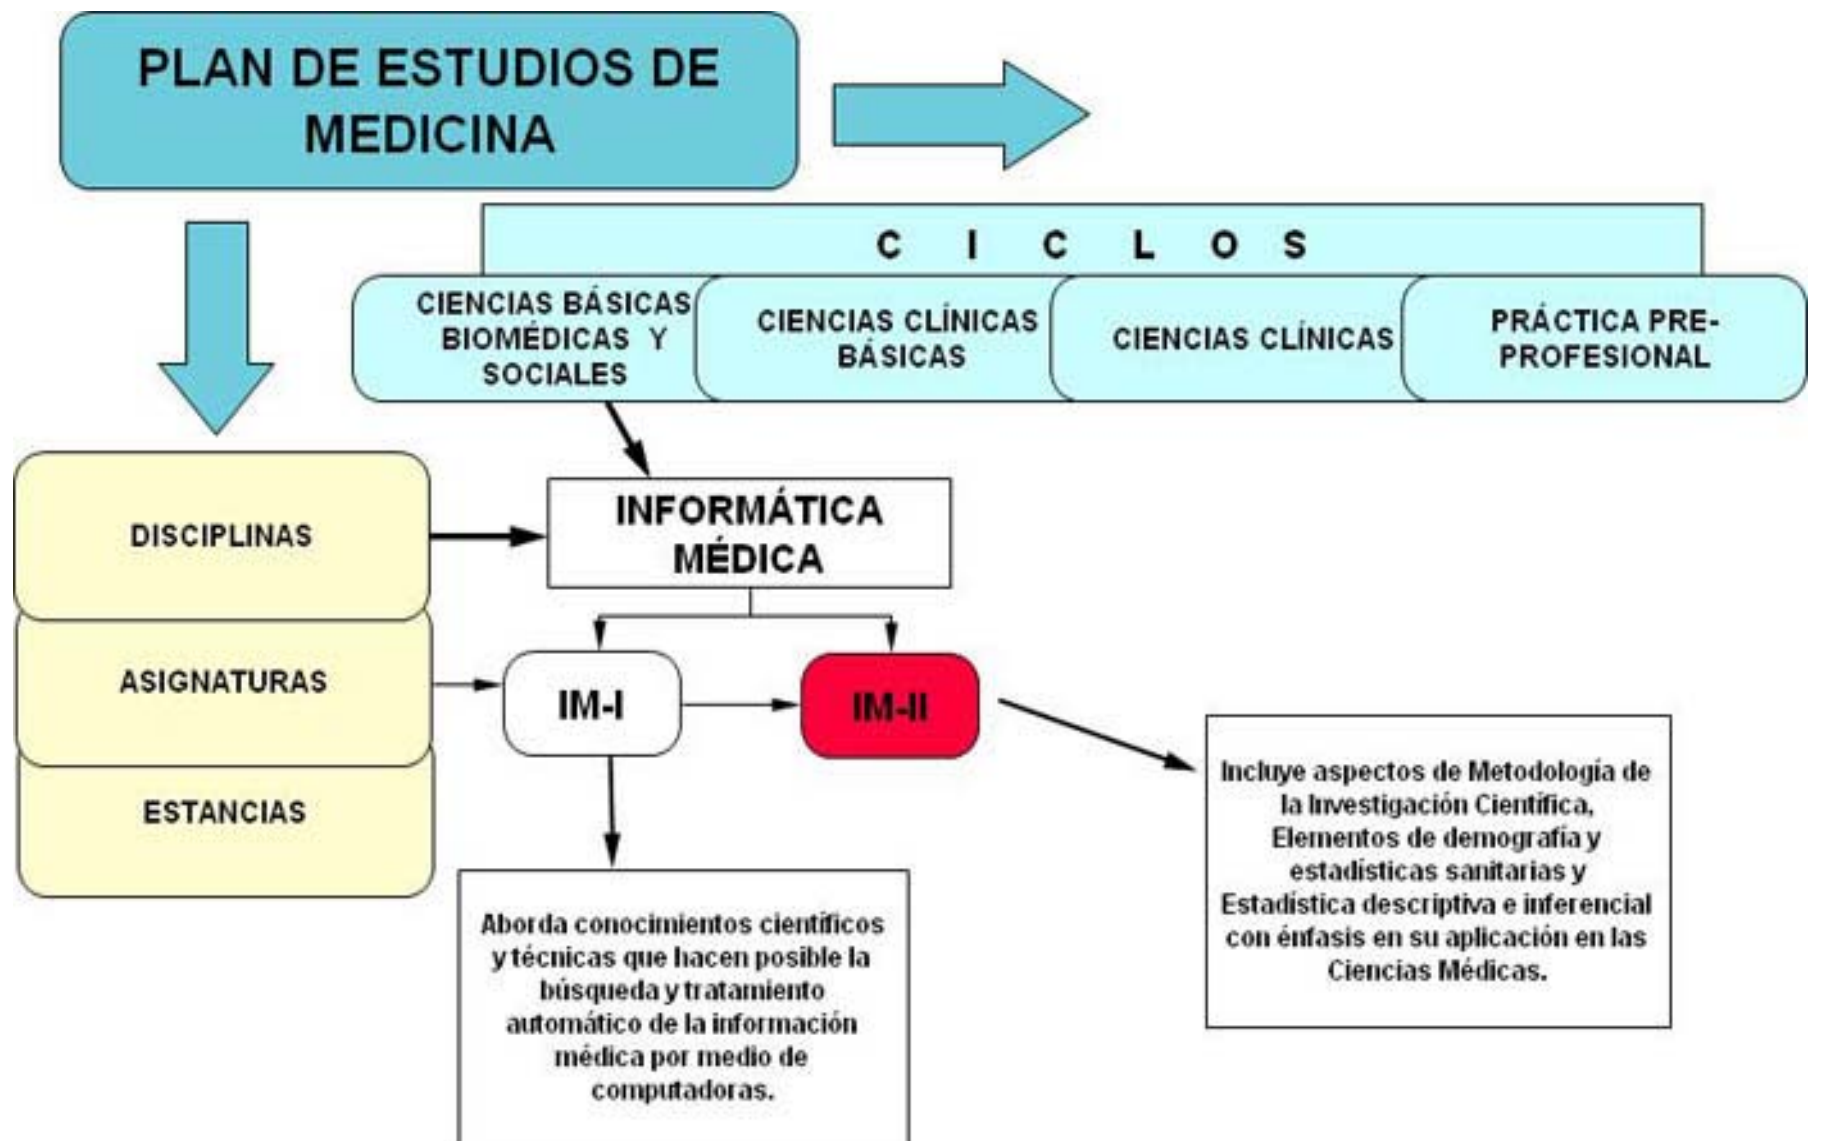 PLAN DE ESTUDIOS DE
MEDICINA
C I C L O S
CIENCIAS BÁSICAS
BIOMÉDICAS Y
SOCIALES
CIENCIAS CLÍNICAS
BÁSICAS
CIENCIAS CLÍNICAS
PRÁCTICA PRE-
PROFESIONAL
DISCIPLINAS
INFORMÁTICA
MÉDICA
ASIGNATURAS
IM-I
IM-II
ESTANCIAS
Incluye aspectos de Metodología de
la Investigación Científica,
Elementos de demografía y
estadísticas sanitarias y
Estadística descriptiva e inferencial
con énfasis en su aplicación en las
Ciencias Médicas.
Aborda conocimientos científicos
y técnicas que hacen posible la
búsqueda y tratamiento
automático de la información
médica por medio de
computadoras.